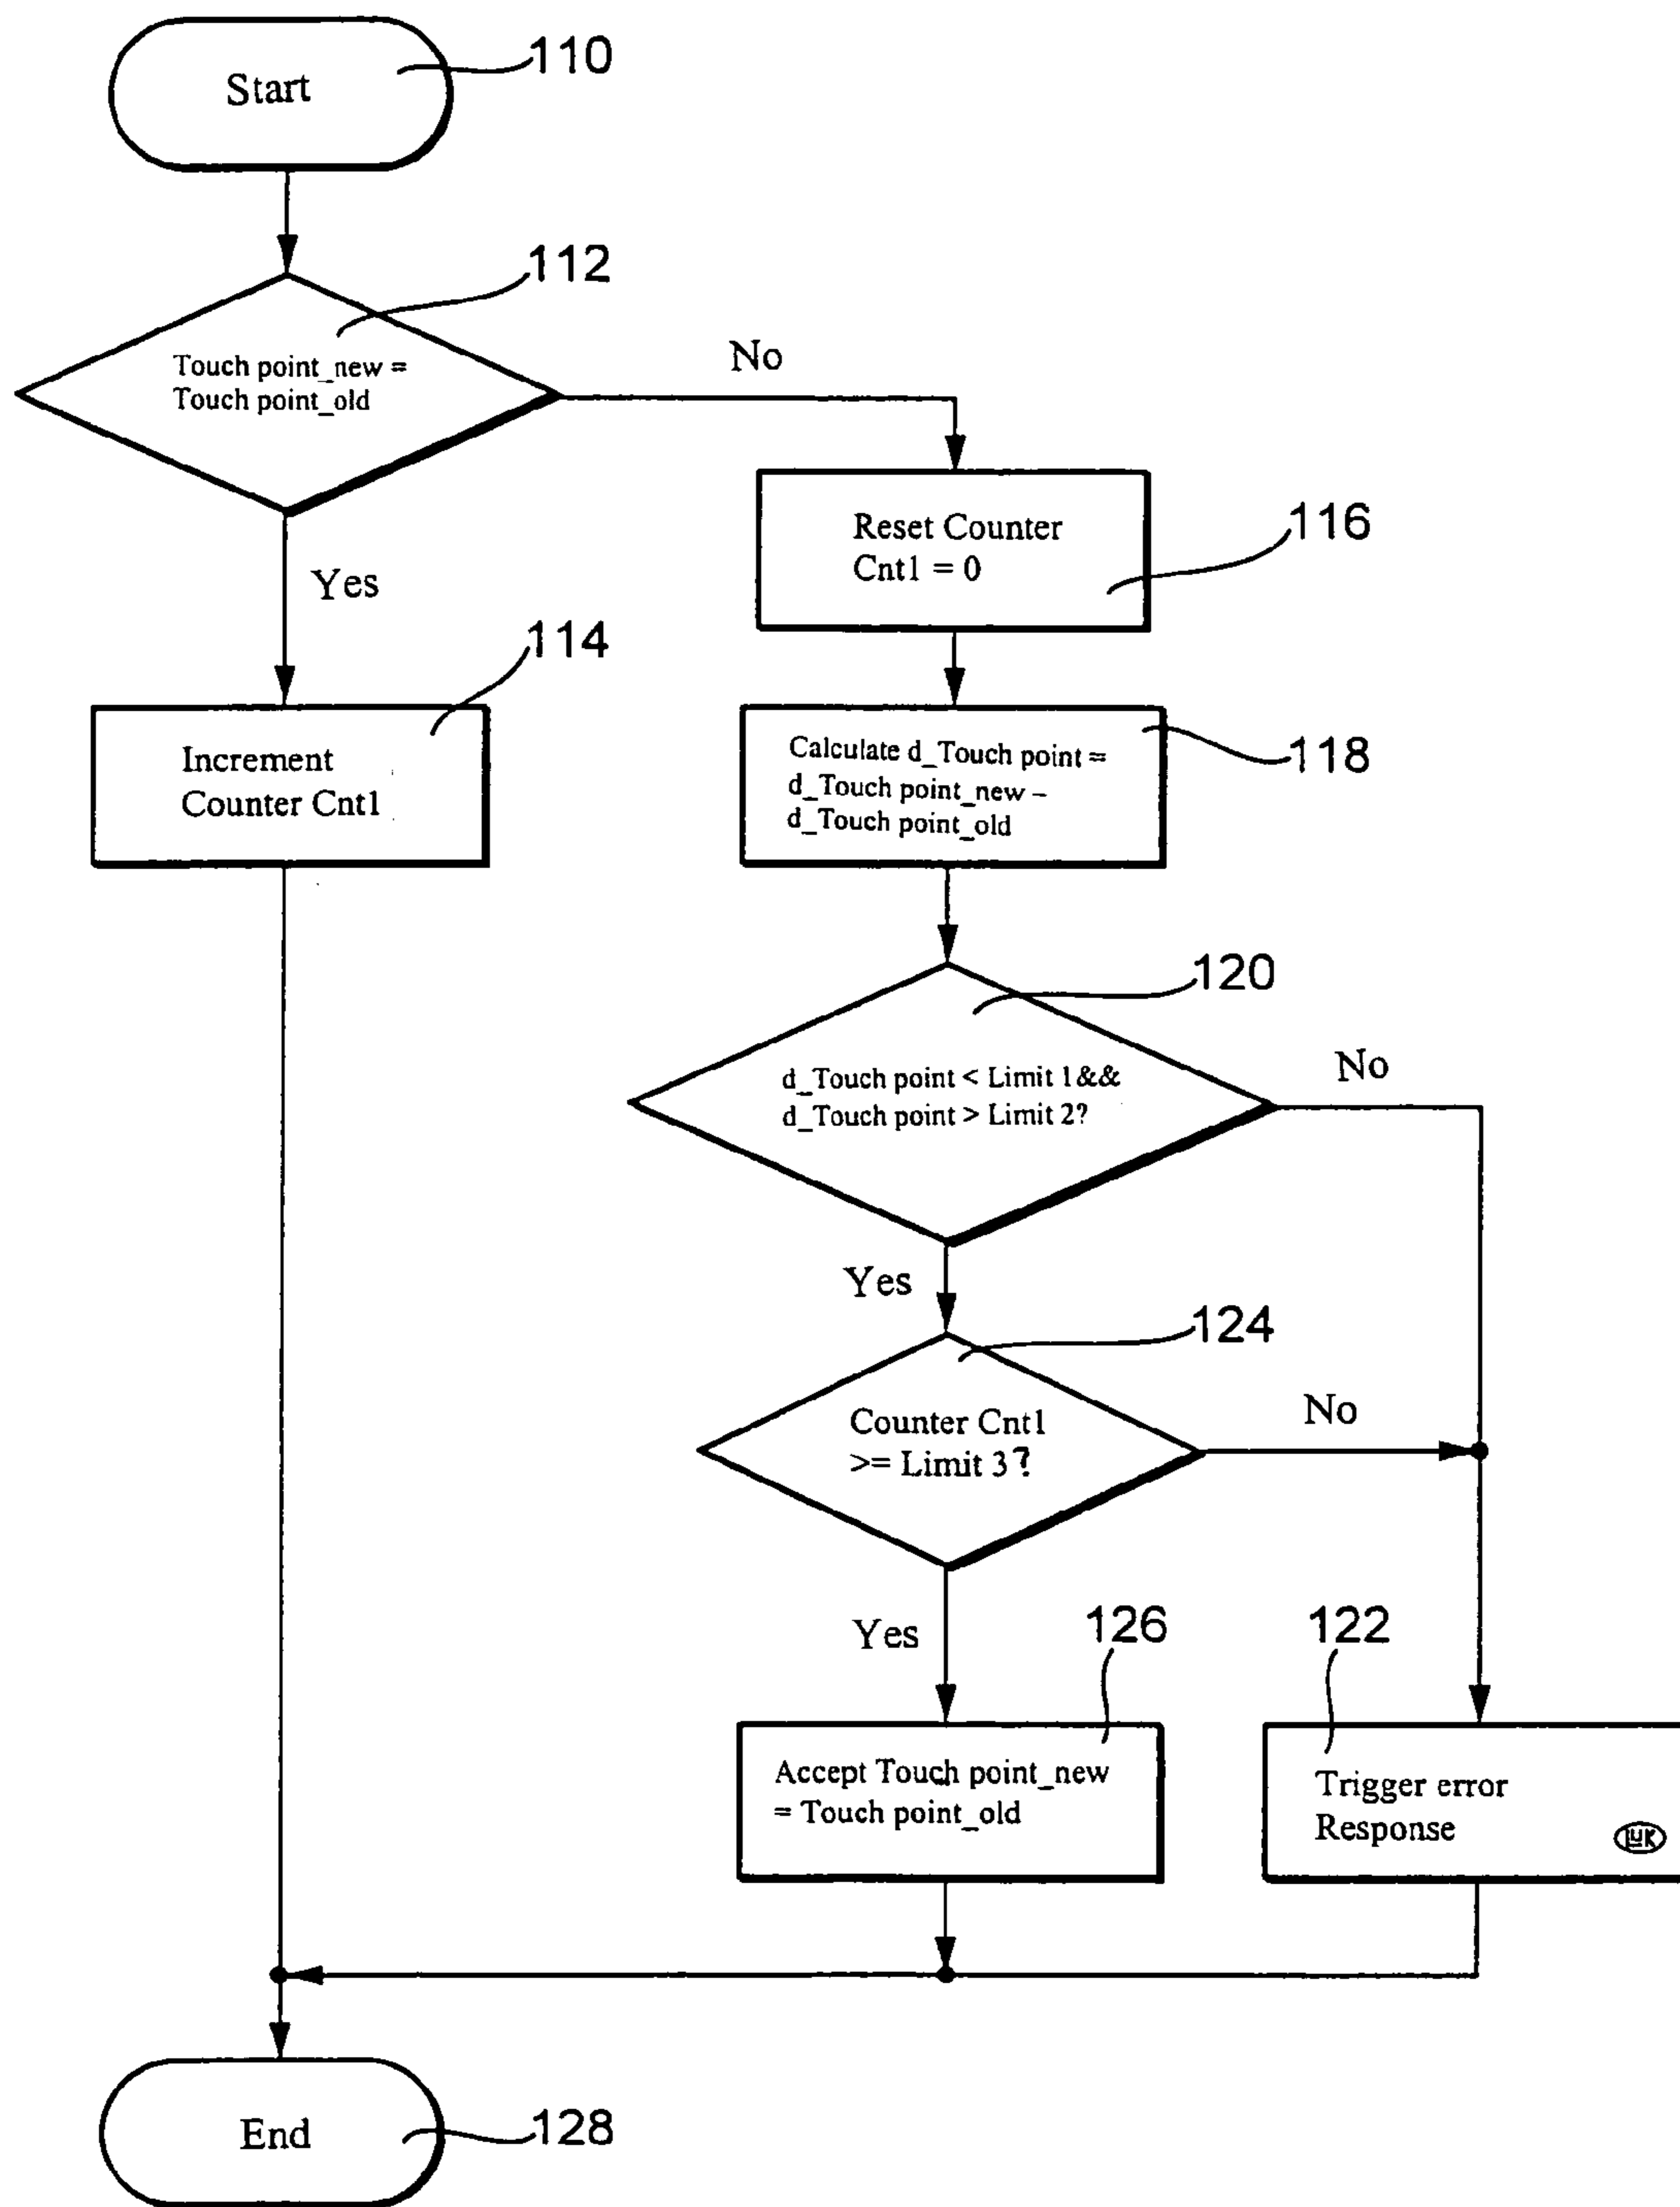 Start
110
112
Touch point_new =
Touch point_old
No
Yes
Reset Counter
Cnt1 = 0
116
114
Increment
Counter Cnt1
Calculate d_Touch point =
d_Touch point_new –
d_Touch point_old
118
120
d_Touch point < Limit 1&&
d_Touch point > Limit 2?
No
Yes
124
Counter Cnt1
>= Limit 3?
No
Yes
126
122
Accept Touch point_new
= Touch point_old
Trigger error
Response
LuK
End
128